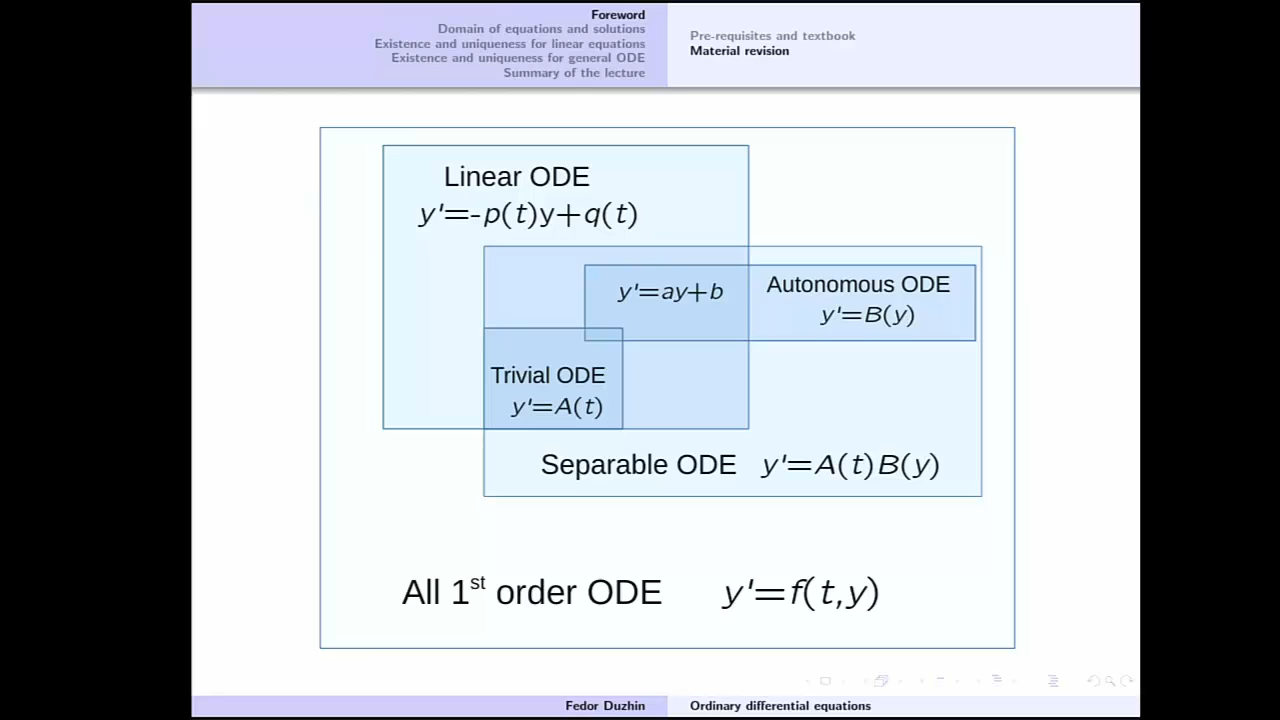 Foreword
Domain of equations and solutions
Existence and uniqueness for linear equations
Existence and uniqueness for general ODE
Summary of the lecture
Pre-requisites and textbook
Material revision
Linear ODE
y'=-p(t)y+q(t)
y'=ay+b
Autonomous ODE
y'=B(y)
Trivial ODE
y'=A(t)
Separable ODE y'=A(t)B(y)
All 1st order ODE y'=f(t,y)
Fedor Duzhin
Ordinary differential equations